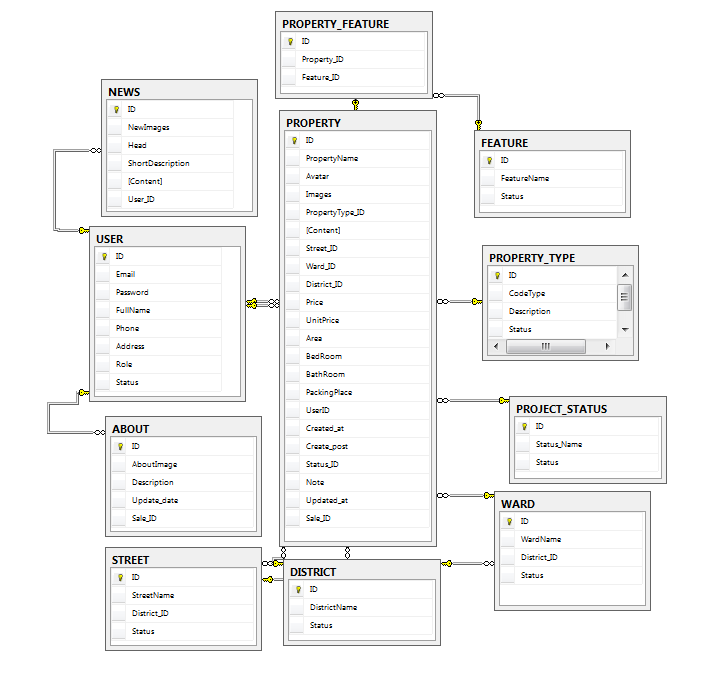 PROPERTY_FEATURE
ID
Property_ID
Feature_ID
NEWS
ID
NewImages
Head
ShortDescription
[Content]
User_ID
PROPERTY
ID
PropertyName
Avatar
Images
PropertyType_ID
[Content]
Street_ID
Ward_ID
District_ID
Price
UnitPrice
Area
BedRoom
BathRoom
PackingPlace
UserID
Created_at
Create_post
Status_ID
Note
Updated_at
Sale_ID
FEATURE
ID
FeatureName
Status
USER
ID
Email
Password
FullName
Phone
Address
Role
Status
PROPERTY_TYPE
ID
CodeType
Description
Status
PROJECT_STATUS
ID
Status_Name
Status
ABOUT
ID
AboutImage
Description
Update_date
Sale_ID
WARD
ID
WardName
District_ID
Status
STREET
ID
StreetName
District_ID
Status
DISTRICT
ID
DistrictName
Status